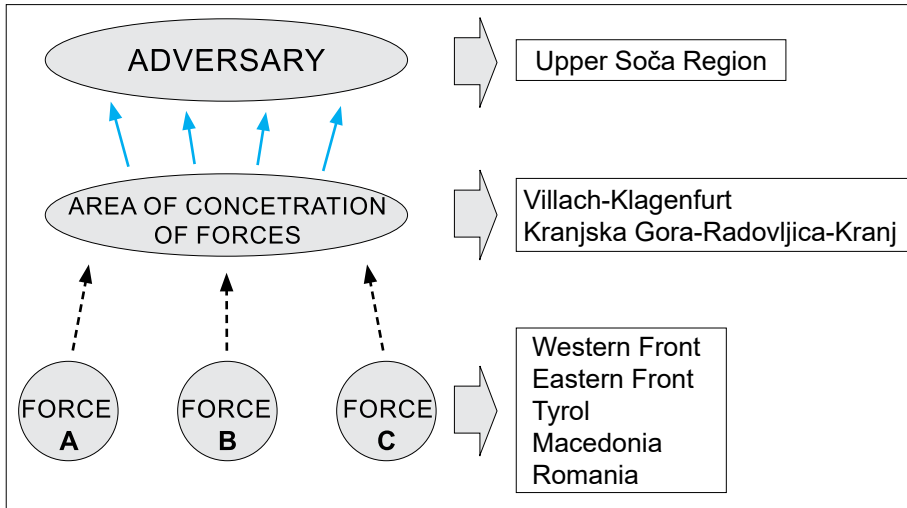 ADVERSARY
Upper Soča Region
AREA OF CONCETRATION
OF FORCES
Villach-Klagenfurt
Kranjska Gora-Radovljica-Kranj
FORCE
A
FORCE
B
FORCE
C
Western Front
Eastern Front
Tyrol
Macedonia
Romania